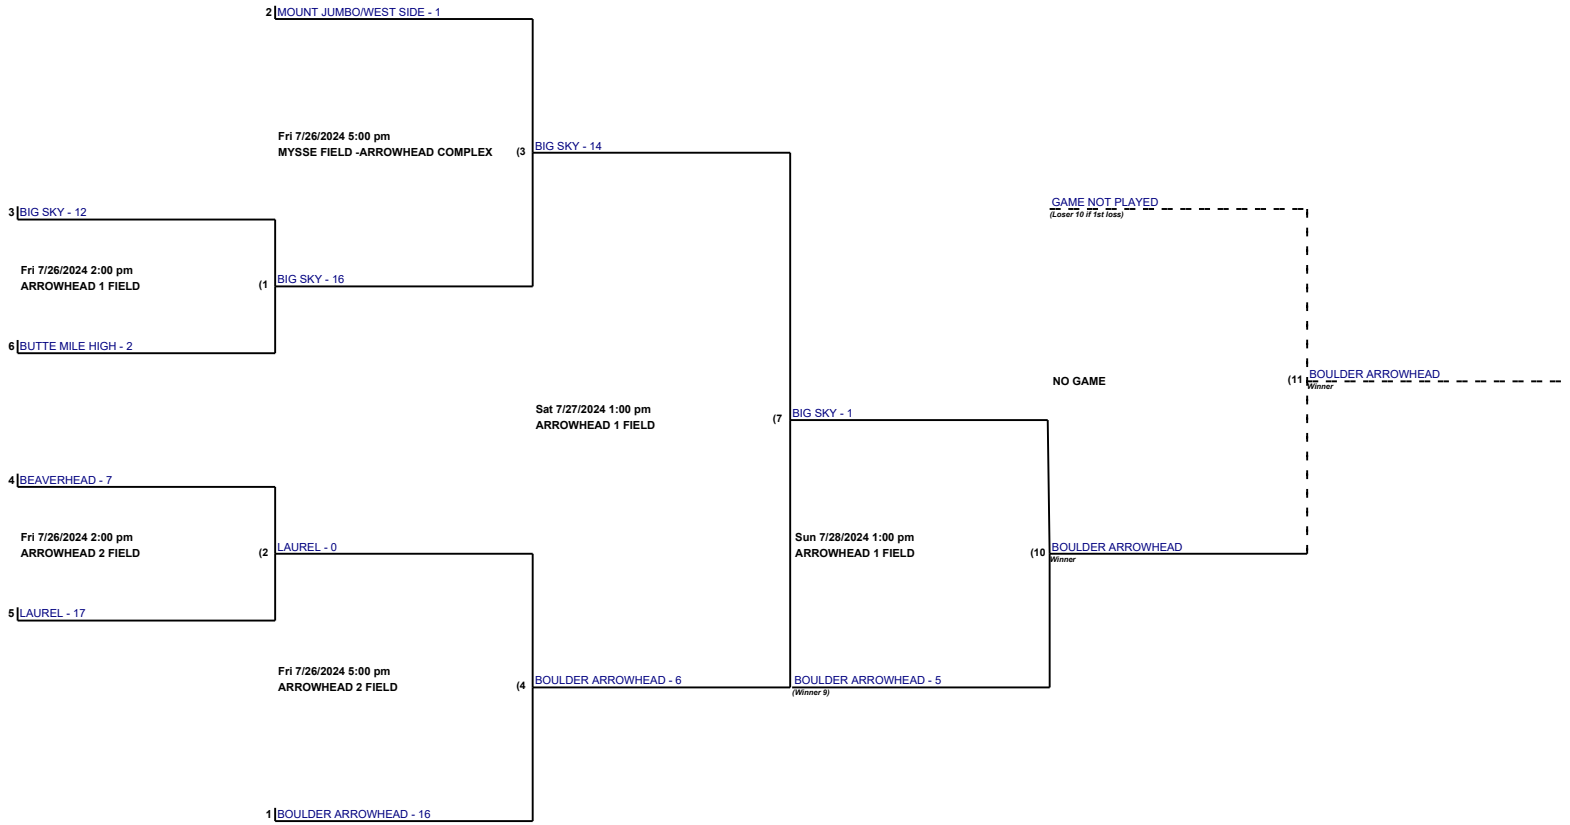 2 MOUNT JUMBO/WEST SIDE - 1
Fri 7/26/2024 5:00 pm
MYSSE FIELD -ARROWHEAD COMPLEX (3
BIG SKY - 14
GAME NOT PLAYED
(Loser 10 if 1st loss)
3 BIG SKY - 12
Fri 7/26/2024 2:00 pm
ARROWHEAD 1 FIELD (1
BIG SKY - 16
6 BUTTE MILE HIGH - 2
NO GAME (11
BOULDER ARROWHEAD
Winner
Sat 7/27/2024 1:00 pm
ARROWHEAD 1 FIELD (7
BIG SKY - 1
4 BEAVERHEAD - 7
Fri 7/26/2024 2:00 pm
ARROWHEAD 2 FIELD (2
LAUREL - 0
Sun 7/28/2024 1:00 pm
ARROWHEAD 1 FIELD (10
BOULDER ARROWHEAD
Winner
5 LAUREL - 17
Fri 7/26/2024 5:00 pm
ARROWHEAD 2 FIELD (4
BOULDER ARROWHEAD - 6
BOULDER ARROWHEAD - 5
(Winner 9)
1 BOULDER ARROWHEAD - 16